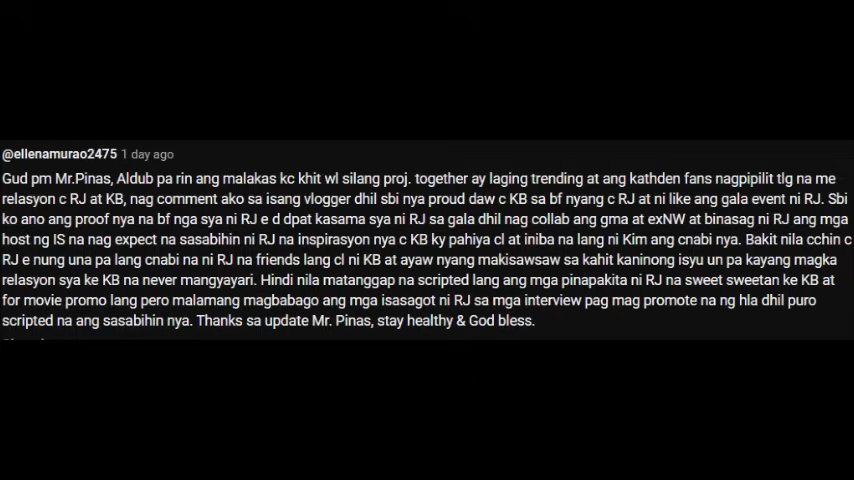 @ellenamurao2475 1 day ago
Gud pm Mr.Pinas, Aldub pa rin ang malakas kc khit wl silang proj. together ay laging trending at ang kathden fans nagpipilit tlg na me
relasyon c RJ at KB, nag comment ako sa isang vlogger dhil sbi nya proud daw c KB sa bf nyang c RJ at ni like ang gala event ni RJ. Sbi
ko ano ang proof nya na bf nga sya ni RJ e d dpat kasama sya ni RJ sa gala dhil nag collab ang gma at exNW at binasag ni RJ ang mga
host ng IS na nag expect na sasabihin ni RJ na inspirasyon nya c KB ky pahiya cl at iniba na lang ni Kim ang cnabi nya. Bakit nila cchin c
RJ e nung una pa lang cnabi na ni RJ na friends lang cl ni KB at ayaw nyang makisawsaw sa kahit kaninong isyu un pa kayang magka
relasyon sya ke KB na never mangyayari. Hindi nila matanggap na scripted lang ang mga pinapakita ni RJ na sweet sweetan ke KB at
for movie promo lang pero malamang magbabago ang mga isasagot ni RJ sa mga interview pag mag promote na ng hla dhil puro
scripted na ang sasabihin nya. Thanks sa update Mr. Pinas, stay healthy & God bless.